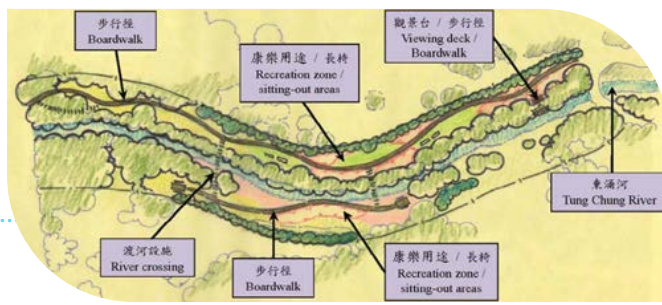 步行徑
Boardwalk
康樂用途 / 長椅
Recreation zone /
sitting-out areas
觀景台 / 步行徑
Viewing deck /
Boardwalk
東涌河
Tung Chung River
渡河設施
River crossing
步行徑
Boardwalk
康樂用途 / 長椅
Recreation zone /
sitting-out areas